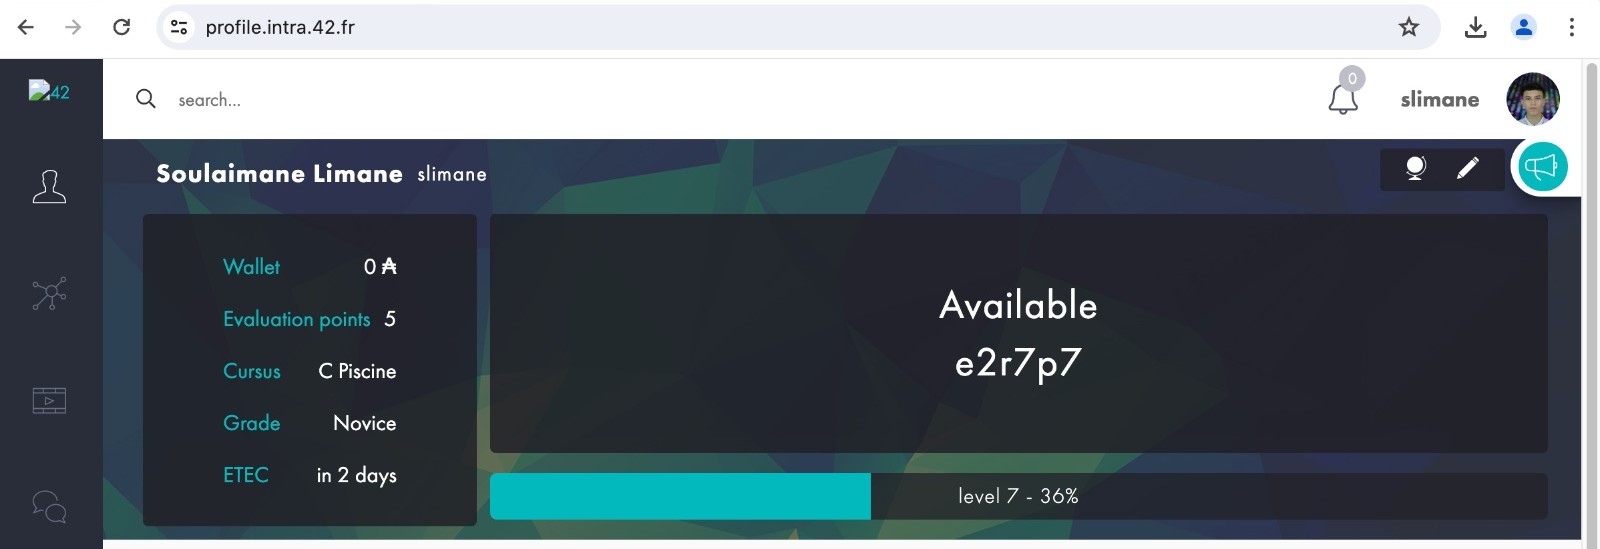 profile.intra.42.fr
42
search...
0
slimane
Soulaimane Limane slimane
Wallet 0 ₳
Evaluation points 5
Cursus C Piscine
Grade Novice
ETEC in 2 days
Available
e2r7p7
level 7 - 36%